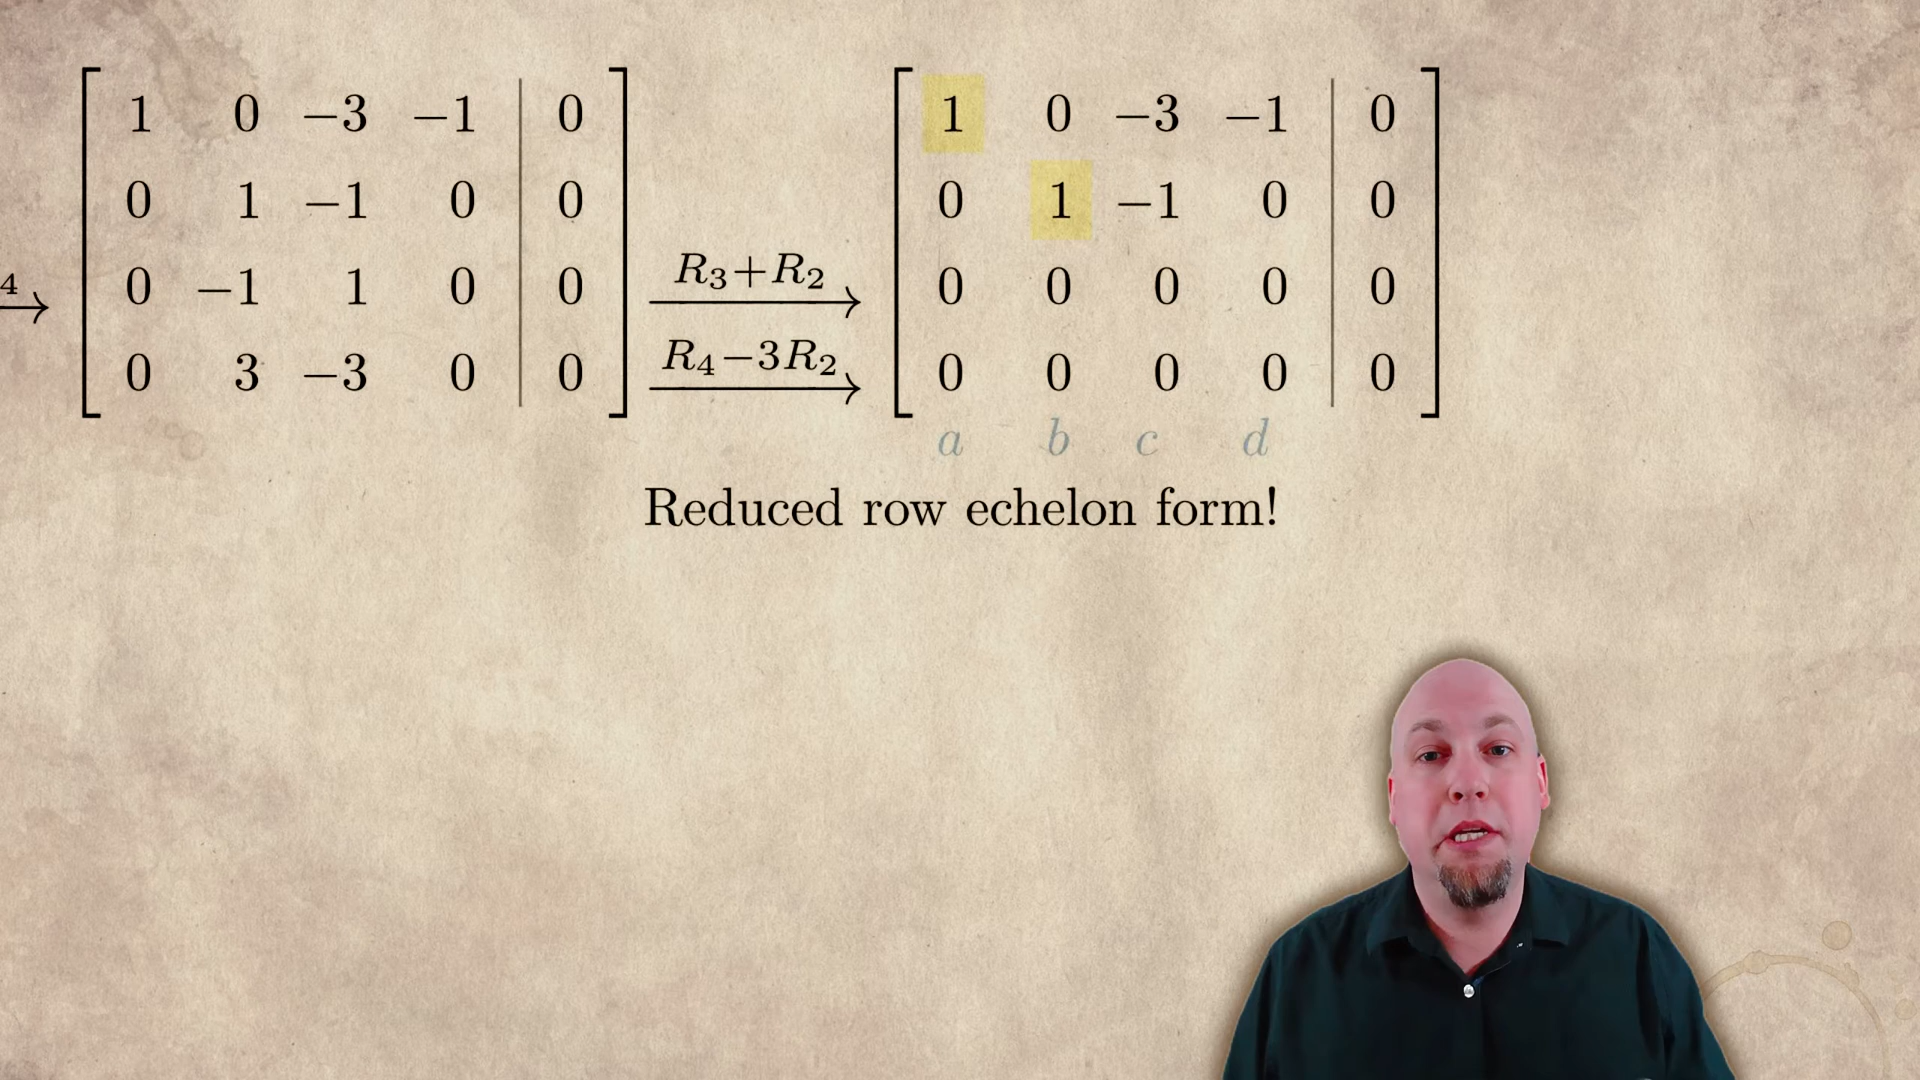 1 0 −3 −1 0
0 1 −1 0 0
0 −1 1 0 0
0 3 −3 0 0
4
R₃+R₂
R₄−3R₂
1 0 −3 −1 0
0 1 −1 0 0
0 0 0 0 0
0 0 0 0 0
a b c d
Reduced row echelon form!